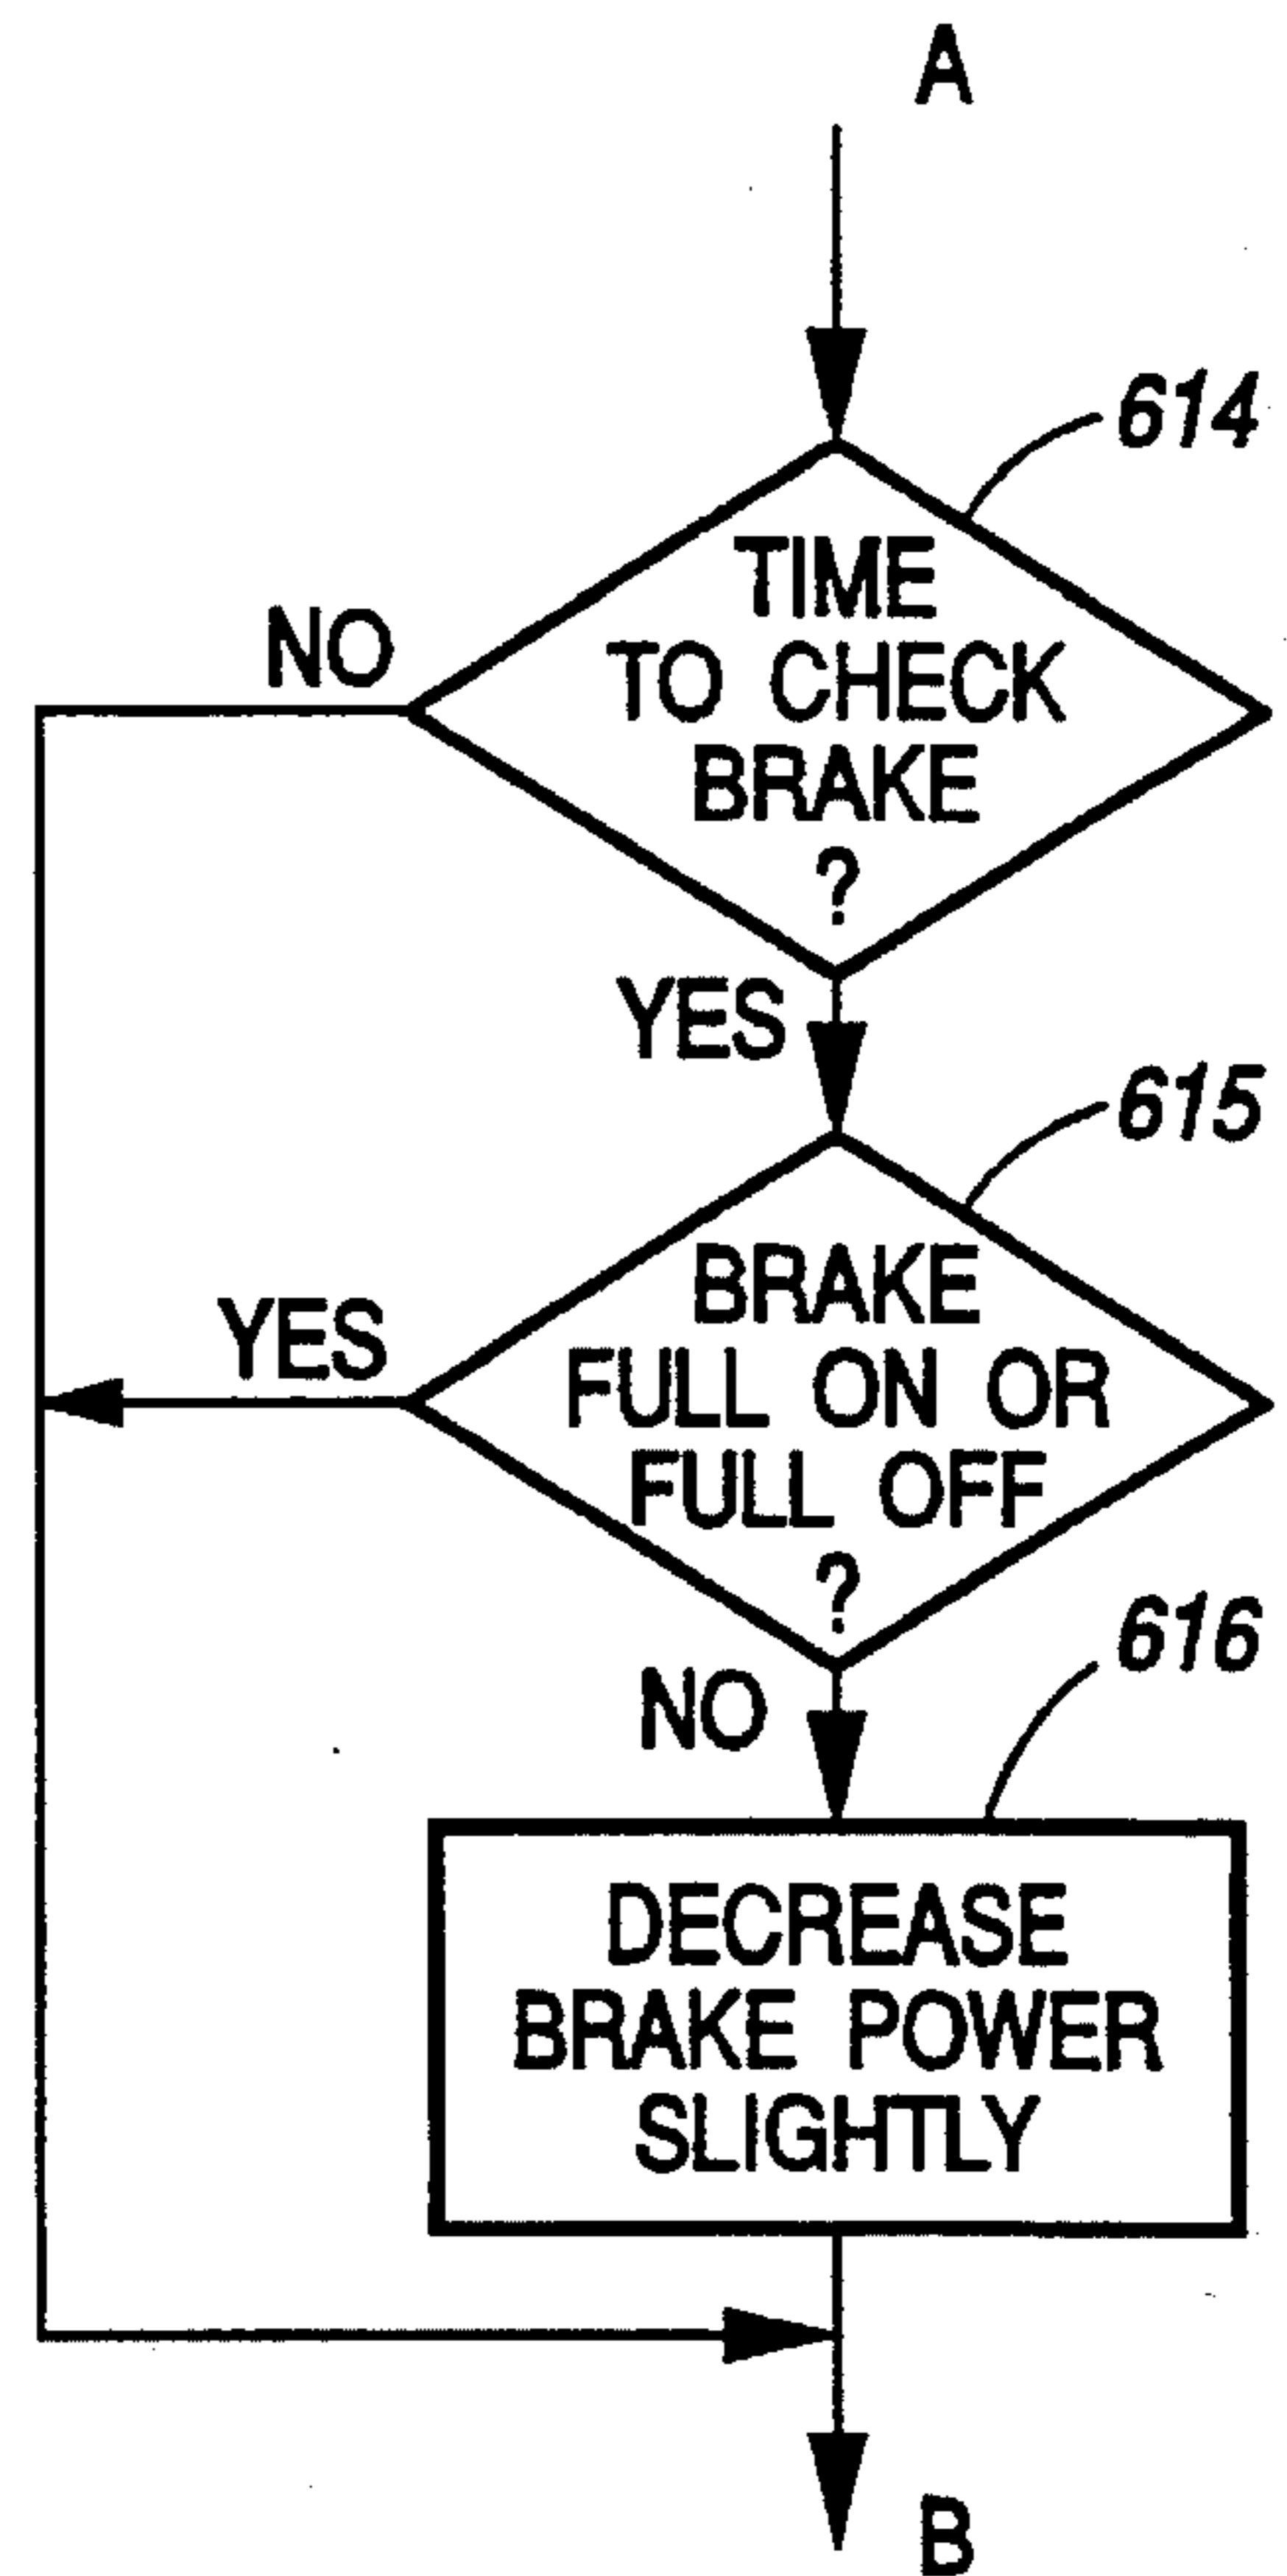 A
614
TIME
TO CHECK
BRAKE
?
NO
YES
615
BRAKE
FULL ON OR
FULL OFF
?
YES
NO
616
DECREASE
BRAKE POWER
SLIGHTLY
B